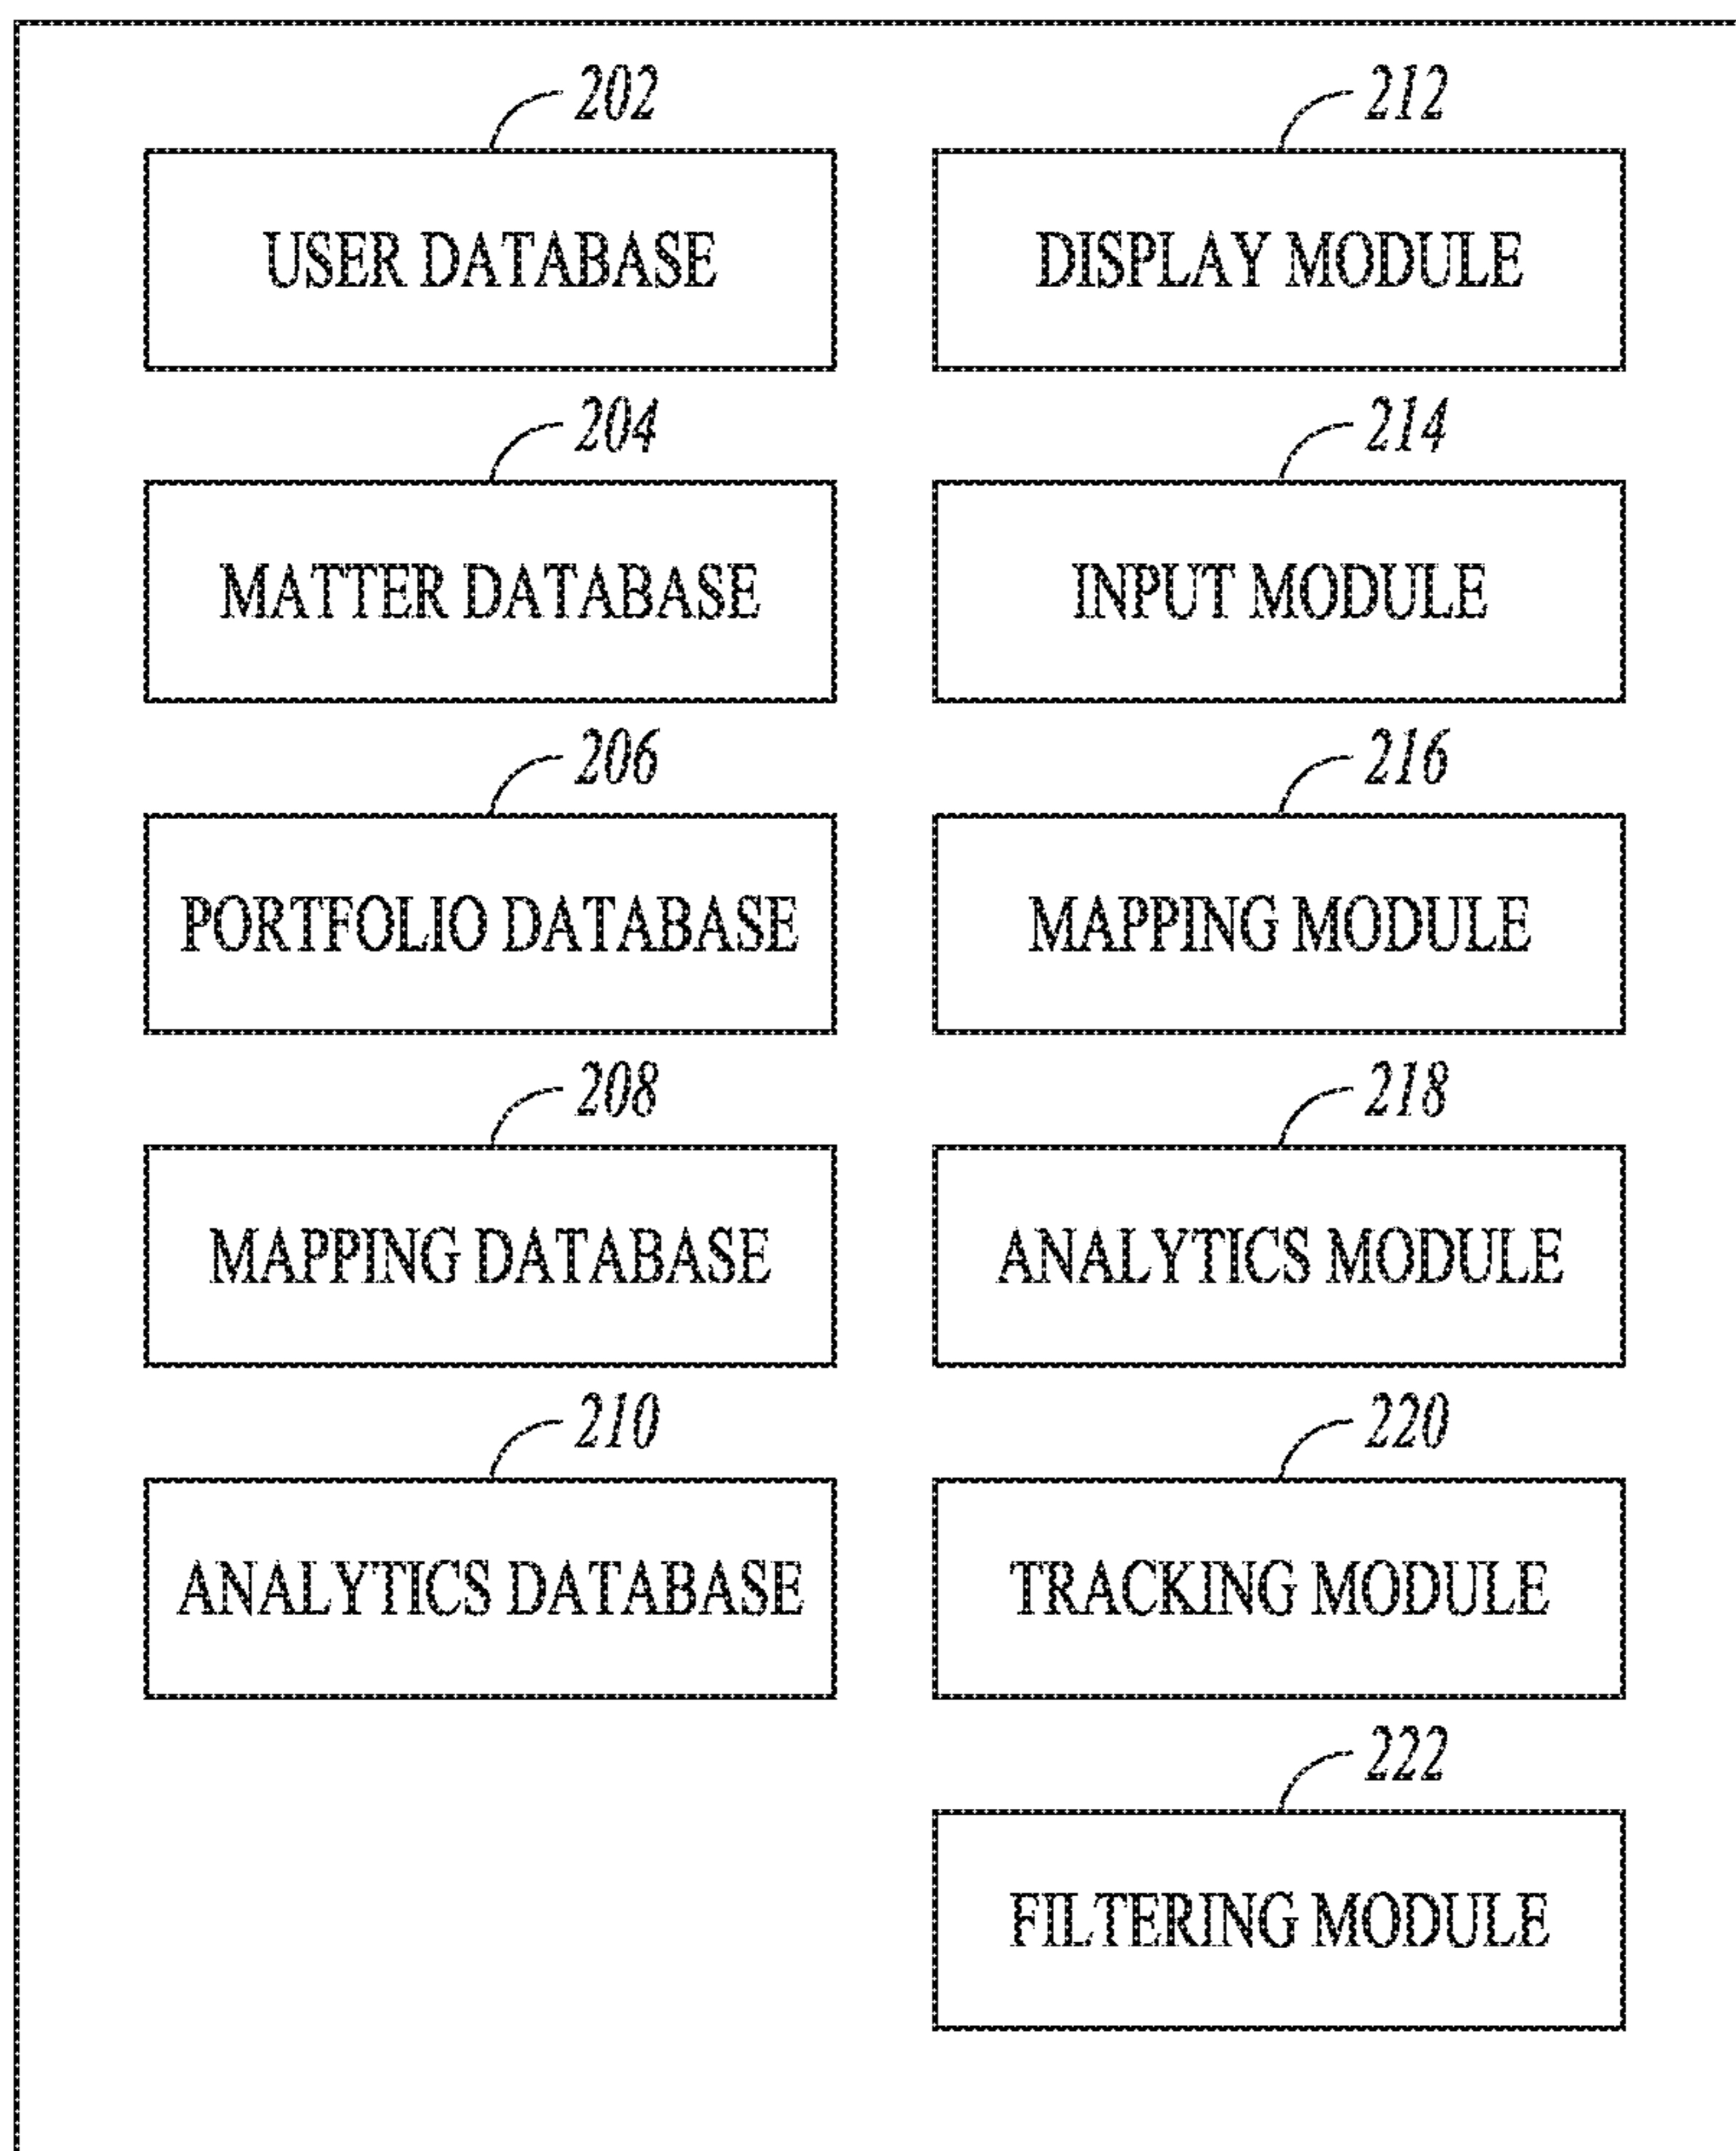 202
USER DATABASE
212
DISPLAY MODULE
204
MATTER DATABASE
214
INPUT MODULE
206
PORTFOLIO DATABASE
216
MAPPING MODULE
208
MAPPING DATABASE
218
ANALYTICS MODULE
210
ANALYTICS DATABASE
220
TRACKING MODULE
222
FILTERING MODULE